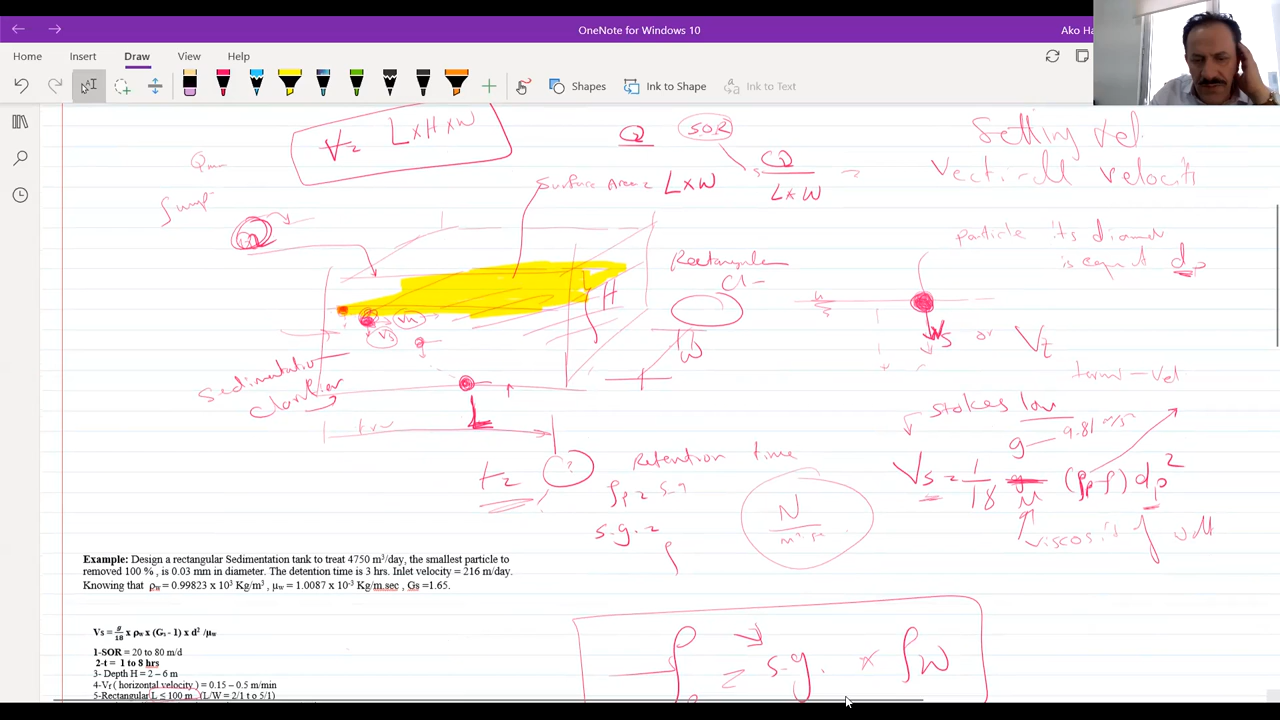 OneNote for Windows 10
Ako Ha
Home Insert Draw View Help
Shapes
Ink to Shape
Ink to Text
L x H x W
Q
SOR
Q
L x W
Surface Area = L x W
Settling Vel
Rectangular
H
W
particle its diameter
is equal dp
Vs or Vt
Sedimentation
Clarifier
L
Stokes law
g 9.81 m/s²
Retention time
Vs = 1/18 g/μ (ρp - ρ) dp²
s.g. =
ρ
N
Example: Design a rectangular Sedimentation tank to treat 4750 m³/day, the smallest particle to
removed 100 % , is 0.03 mm in diameter. The detention time is 3 hrs. Inlet velocity = 216 m/day.
Knowing that ρw = 0.99823 x 10³ Kg/m³ , μw = 1.0087 x 10⁻³ Kg/m.sec , Gs =1.65.
ρ = s.g. x ρw
Vs = g/18 x ρw x (Gs - 1) x d² /μw
1-SOR = 20 to 80 m/d
2-t = 1 to 8 hrs
3- Depth H = 2 – 6 m
4-Vr ( horizontal velocity ) = 0.15 – 0.5 m/min
5-Rectangular L ≤ 100 m (L/W = 2/1 to 5/1)